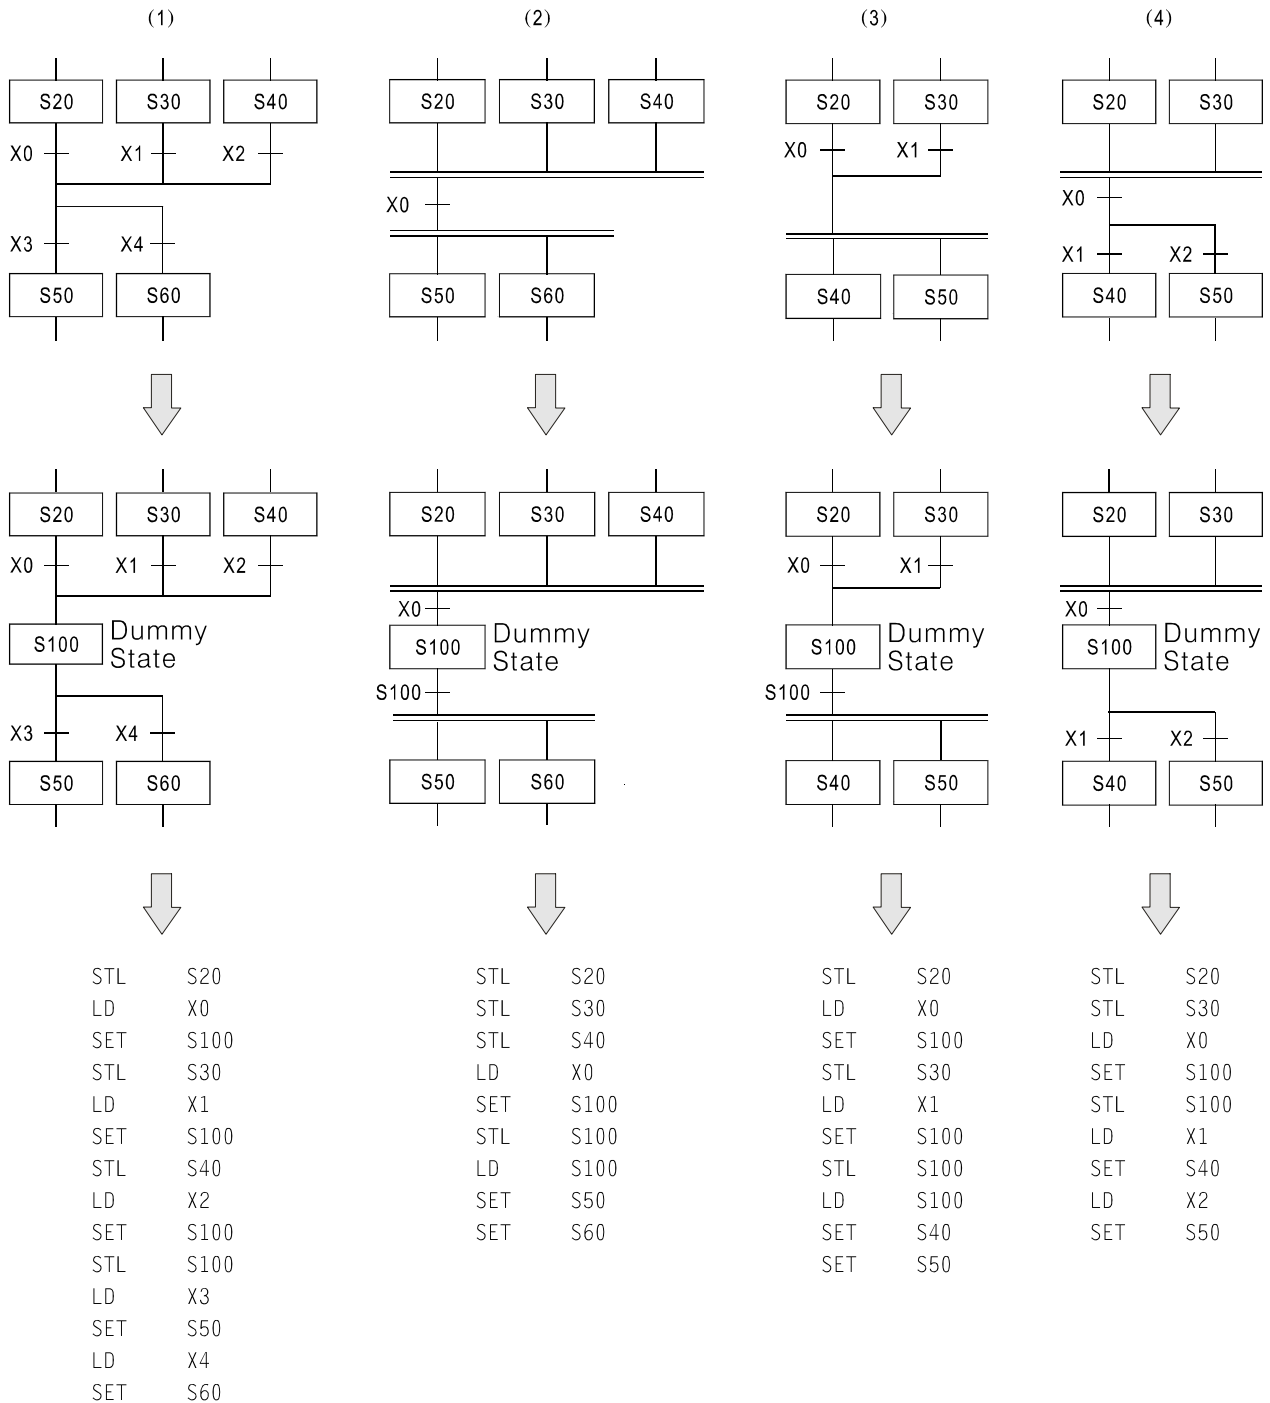 (1) (2) (3) (4)
S20 S30 S40 S20 S30 S40 S20 S30 S20 S30
X0 X1 X2 X0 X1
X0 X0
X3 X4 X1 X2
S50 S60 S50 S60 S40 S50 S40 S50
S20 S30 S40 S20 S30 S40 S20 S30 S20 S30
X0 X1 X2 X0 X1
X0 X0
S100 Dummy State S100 Dummy State S100 Dummy State S100 Dummy State
S100 S100
X3 X4 X1 X2
S50 S60 S50 S60 S40 S50 S40 S50
STL S20
LD X0
SET S100
STL S30
LD X1
SET S100
STL S40
LD X2
SET S100
STL S100
LD X3
SET S50
LD X4
SET S60
STL S20
STL S30
STL S40
LD X0
SET S100
STL S100
LD S100
SET S50
SET S60
STL S20
LD X0
SET S100
STL S30
LD X1
SET S100
STL S100
LD S100
SET S40
SET S50
STL S20
STL S30
LD X0
SET S100
STL S100
LD X1
SET S40
LD X2
SET S50